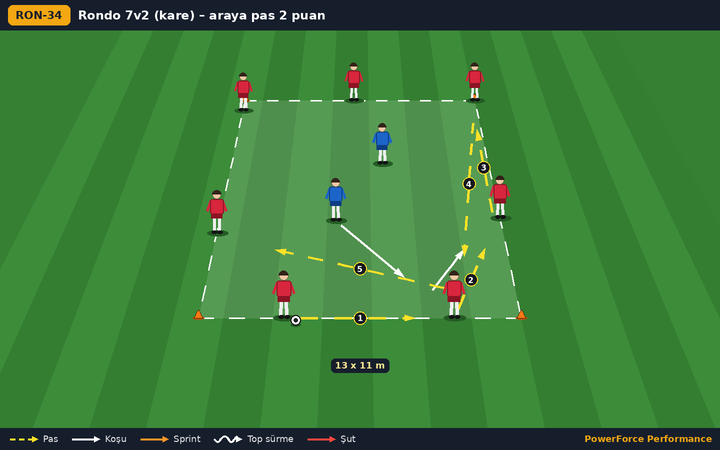 RON-34 Rondo 7v2 (kare) – araya pas 2 puan
3
4
5
2
1
13 x 11 m
Pas Koşu Sprint Top sürme Şut PowerForce Performance